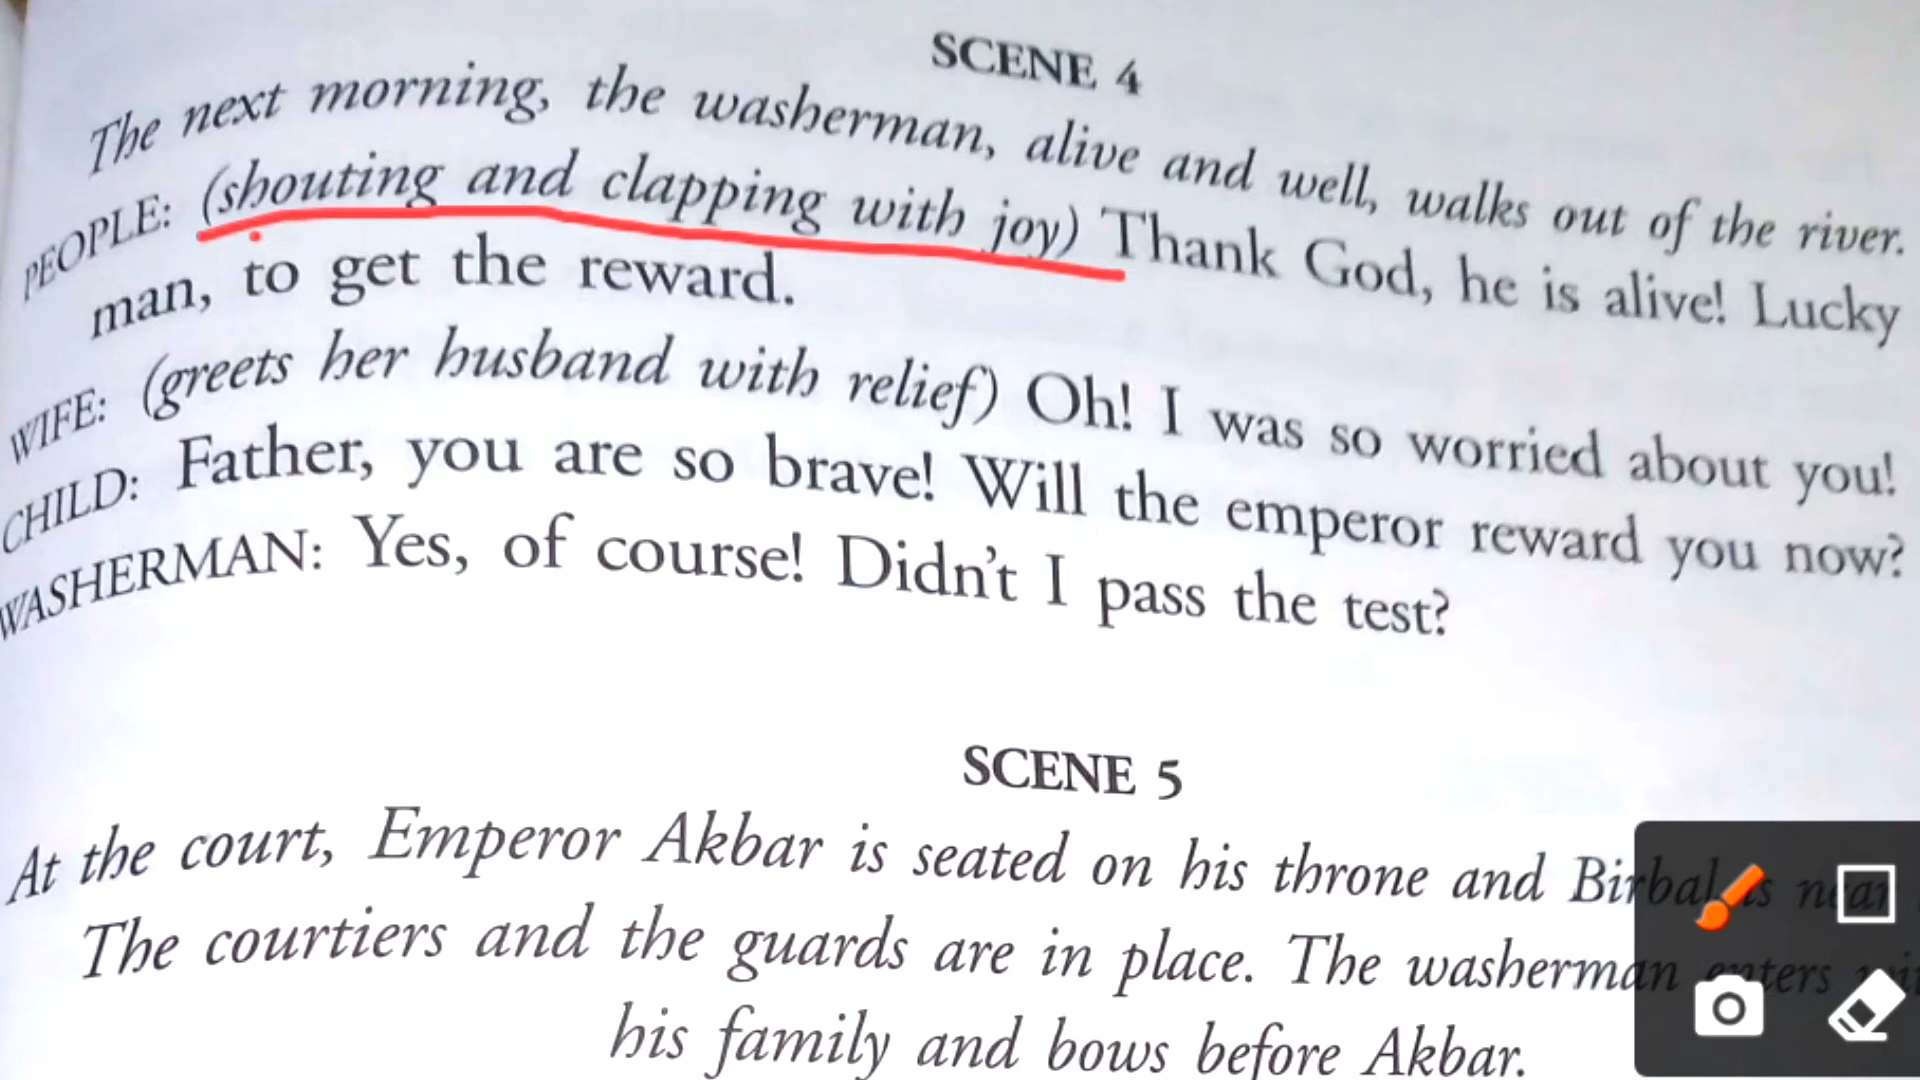 SCENE 4
The next morning, the washerman, alive and well, walks out of the river.
PEOPLE: (shouting and clapping with joy) Thank God, he is alive! Lucky
man, to get the reward.
WIFE: (greets her husband with relief) Oh! I was so worried about you!
CHILD: Father, you are so brave! Will the emperor reward you now?
WASHERMAN: Yes, of course! Didn't I pass the test?
SCENE 5
At the court, Emperor Akbar is seated on his throne and Birbal is
The courtiers and the guards are in place. The washerman enters
his family and bows before Akbar.